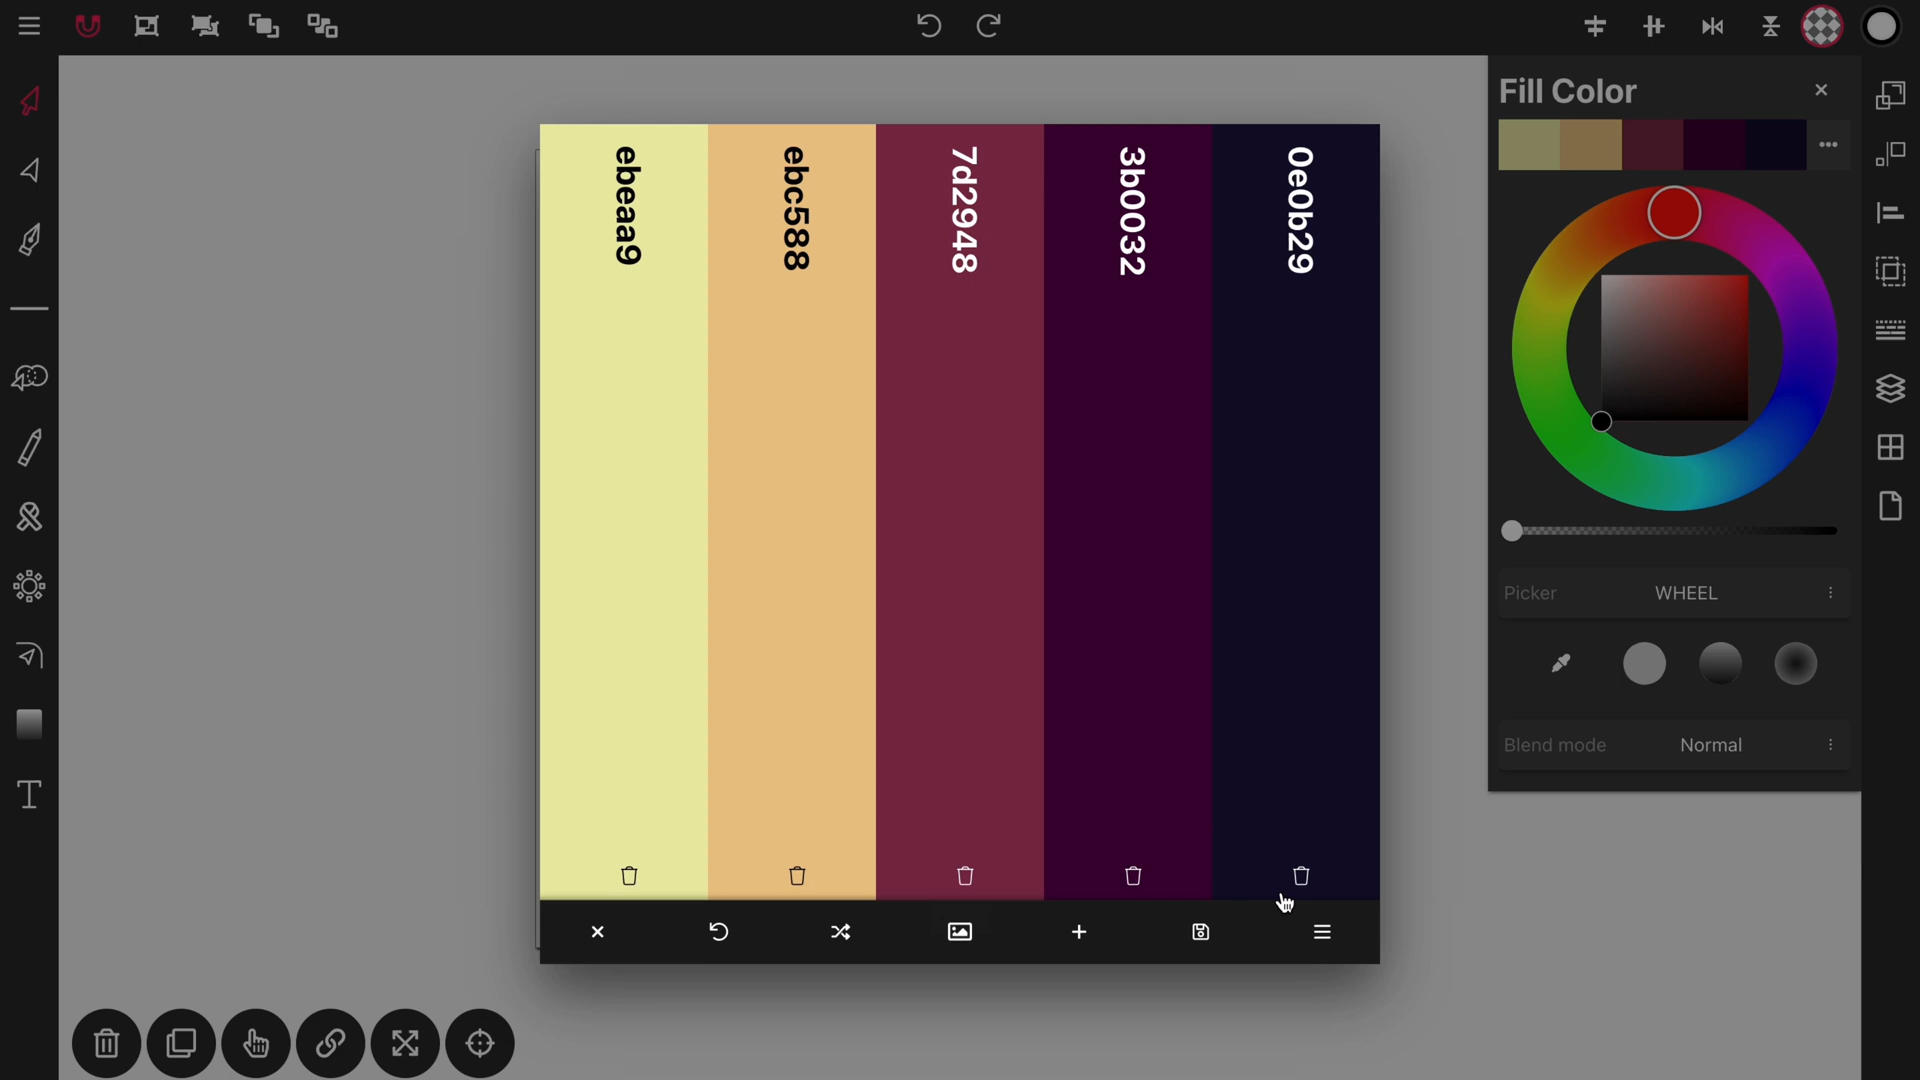 Fill Color
ebeaa9
ebc588
7d2948
3b0032
0e0b29
Picker WHEEL
Blend mode Normal